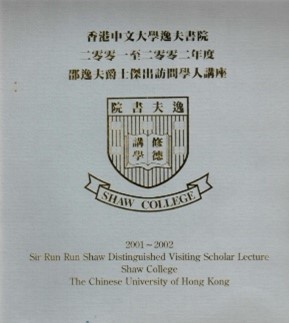 香港中文大學逸夫書院
二零零一至二零零二年度
邵逸夫爵士傑出訪問學人講座
院書夫逸
講學 修德
SHAW COLLEGE
2001－2002
Sir Run Run Shaw Distinguished Visiting Scholar Lecture
Shaw College
The Chinese University of Hong Kong